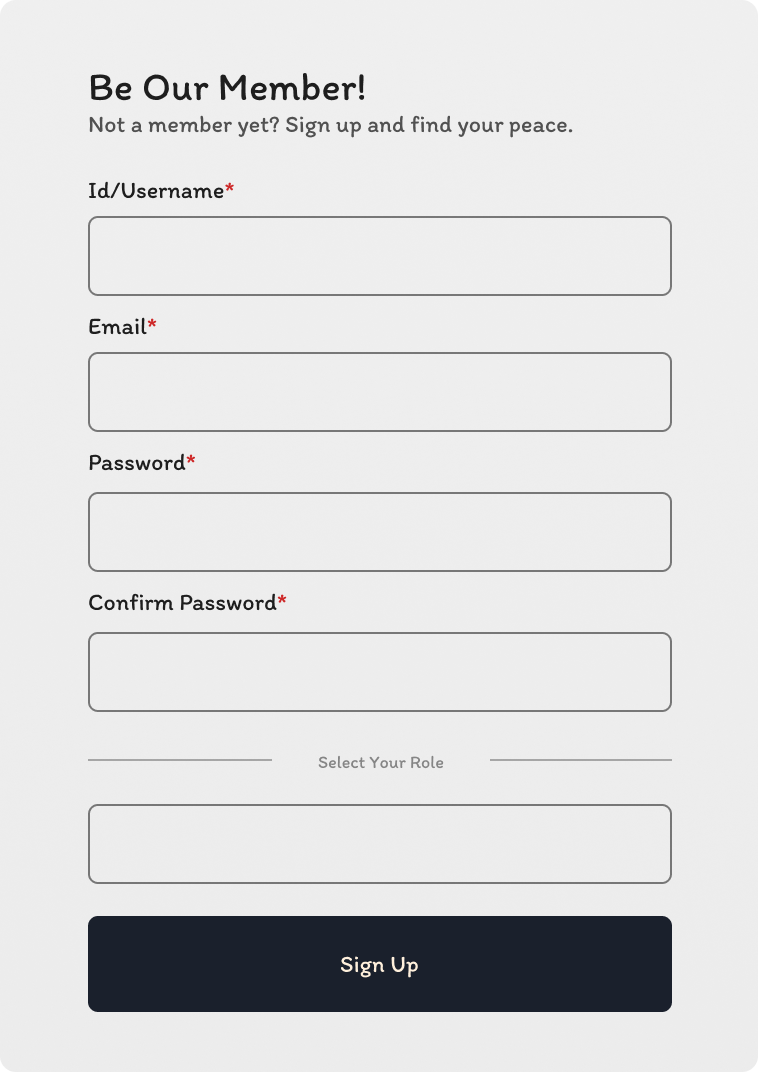 Be Our Member!
Not a member yet? Sign up and find your peace.
Id/Username*
Email*
Password*
Confirm Password*
Select Your Role
Sign Up